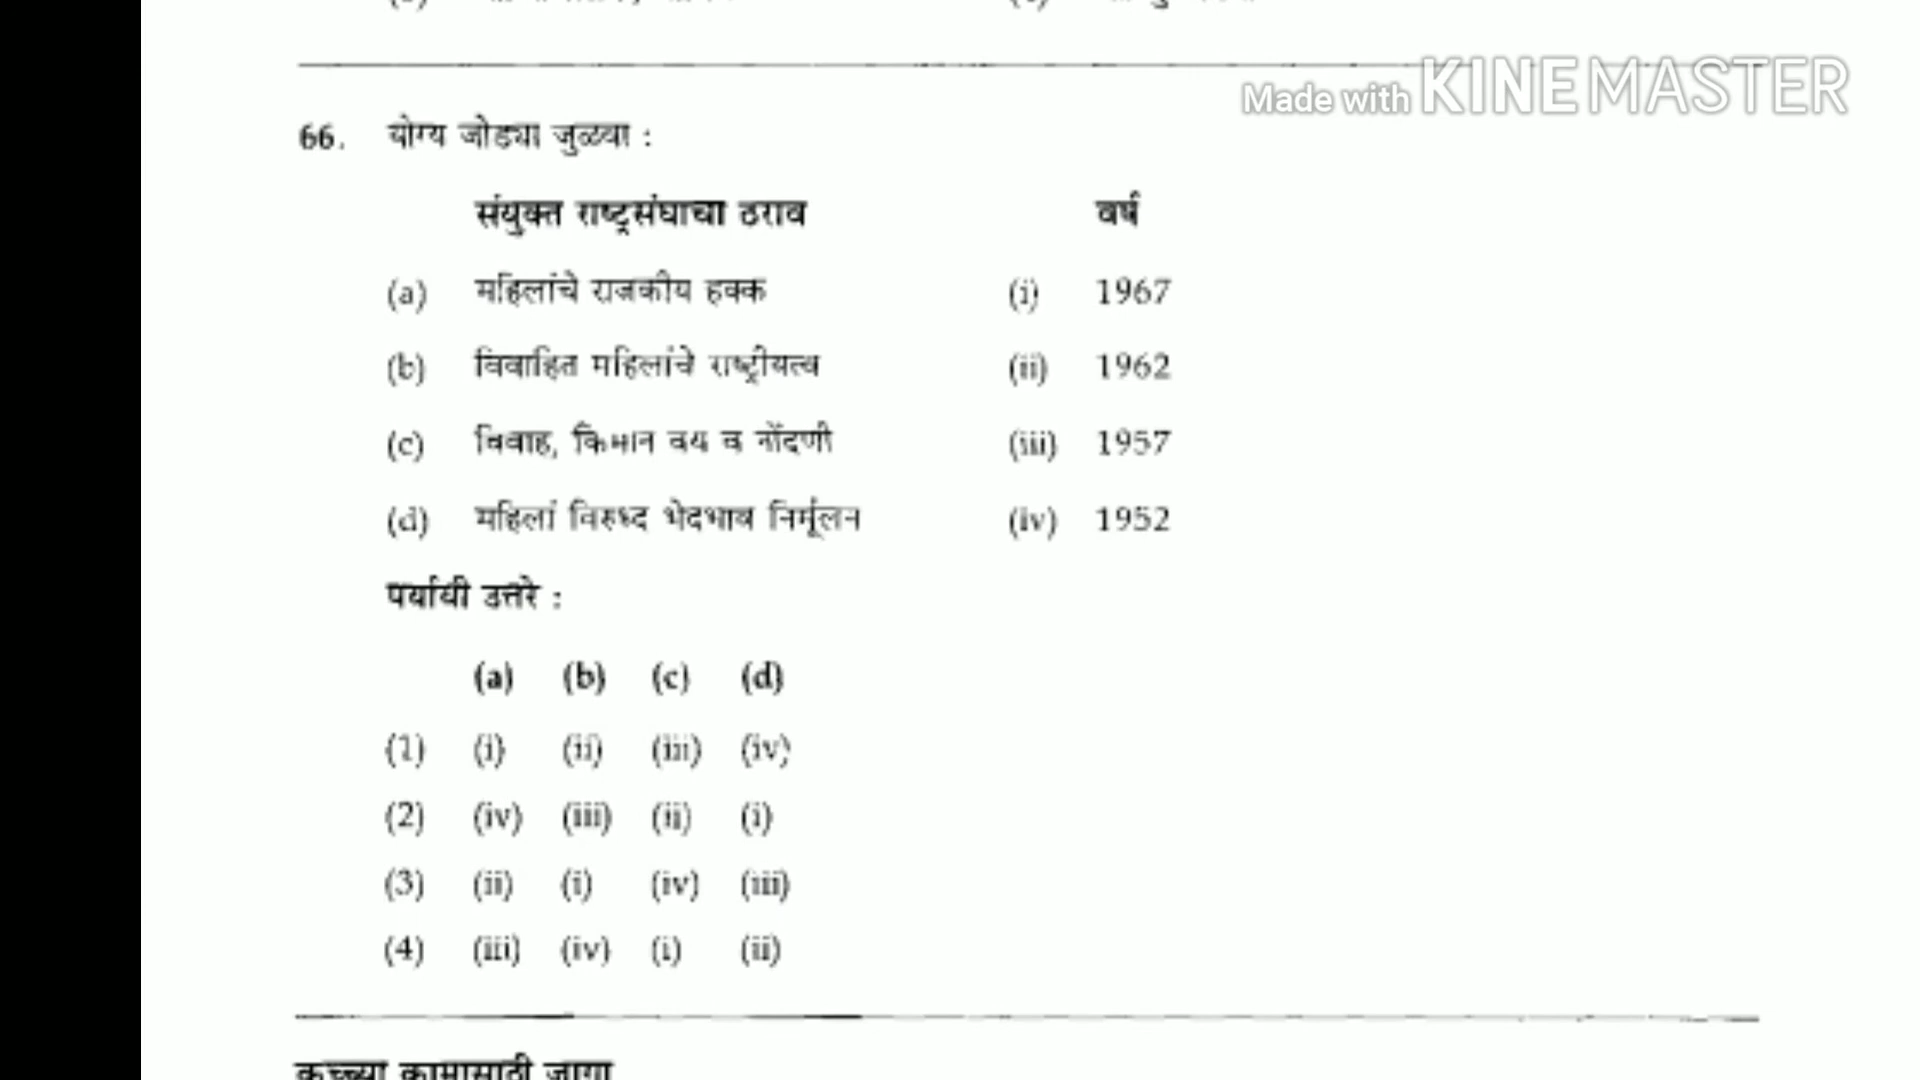 Made with KINEMASTER
66. योग्य जोड्या जुळवा :
संयुक्त राष्ट्रसंघाचा ठराव वर्ष
(a) महिलांचे राजकीय हक्क (i) 1967
(b) विवाहित महिलांचे राष्ट्रीयत्व (ii) 1962
(c) विवाह, किमान वय व नोंदणी (iii) 1957
(d) महिलां विरुध्द भेदभाव निर्मूलन (iv) 1952
पर्यायी उत्तरे :
(a) (b) (c) (d)
(1) (i) (ii) (iii) (iv)
(2) (iv) (iii) (ii) (i)
(3) (ii) (i) (iv) (iii)
(4) (iii) (iv) (i) (ii)
कच्च्या कामासाठी जागा